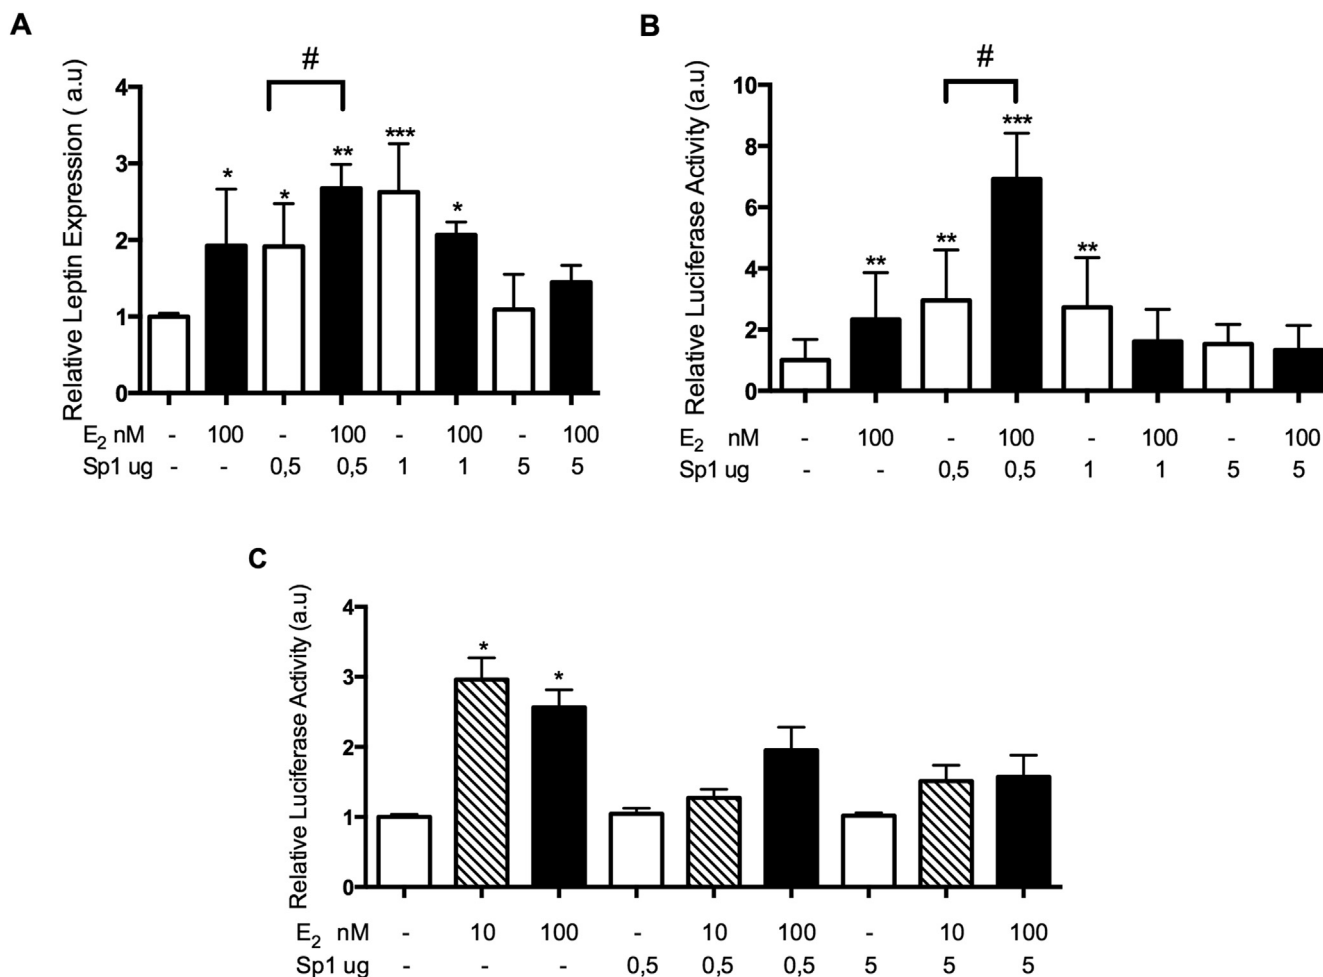 A
Relative Leptin Expression ( a.u)
4
3
2
1
0
#
* * ** *** *
E2 nM - 100 - 100 - 100 - 100
Sp1 ug - - 0,5 0,5 1 1 5 5
B
Relative Luciferase Activity (a.u)
10
8
6
4
2
0
#
** ** *** **
E2 nM - 100 - 100 - 100 - 100
Sp1 ug - - 0,5 0,5 1 1 5 5
C
Relative Luciferase Activity (a.u)
4
3
2
1
0
* *
E2 nM - 10 100 - 10 100 - 10 100
Sp1 ug - - - 0,5 0,5 0,5 5 5 5